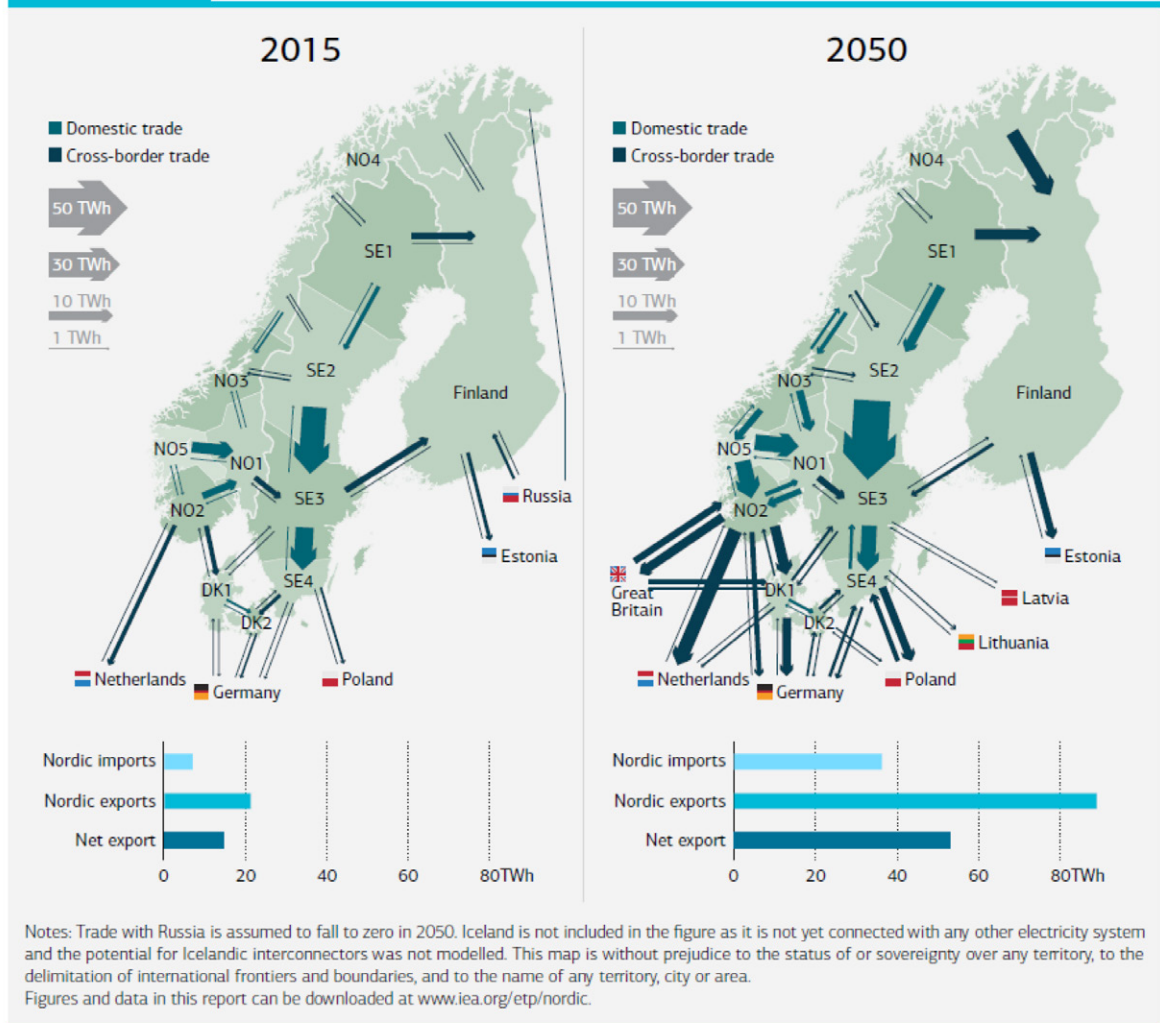 2015
Domestic trade
Cross-border trade
50 TWh
30 TWh
10 TWh
1 TWh
NO4
SE1
SE2
NO3
Finland
NO5
NO1
SE3
NO2
Russia
Estonia
SE4
DK1
DK2
Netherlands
Germany
Poland
Nordic imports
Nordic exports
Net export
0 20 40 60 80TWh
2050
Domestic trade
Cross-border trade
50 TWh
30 TWh
10 TWh
1 TWh
NO4
SE1
SE2
NO3
Finland
NO5
NO1
SE3
NO2
Estonia
Great
Britain
DK1
SE4
Latvia
DK2
Lithuania
Netherlands
Germany
Poland
Nordic imports
Nordic exports
Net export
0 20 40 60 80TWh
Notes: Trade with Russia is assumed to fall to zero in 2050. Iceland is not included in the figure as it is not yet connected with any other electricity system
and the potential for Icelandic interconnectors was not modelled. This map is without prejudice to the status of or sovereignty over any territory, to the
delimitation of international frontiers and boundaries, and to the name of any territory, city or area.
Figures and data in this report can be downloaded at www.iea.org/etp/nordic.